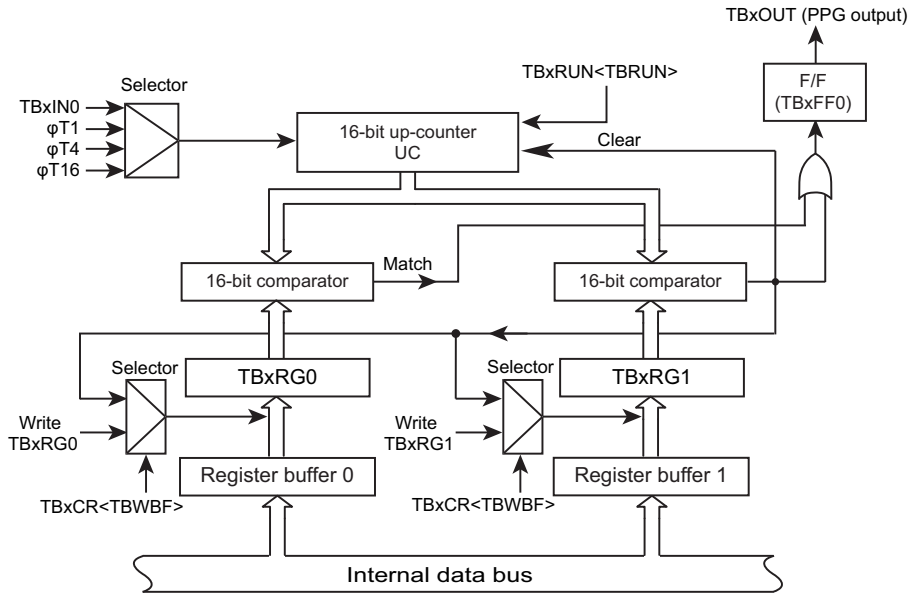 TBxOUT (PPG output)
F/F
(TBxFF0)
Selector
TBxRUN<TBRUN>
TBxIN0
φT1
φT4
φT16
16-bit up-counter
UC
Clear
16-bit comparator
Match
16-bit comparator
Selector
TBxRG0
Selector
TBxRG1
Write
TBxRG0
Write
TBxRG1
Register buffer 0
Register buffer 1
TBxCR<TBWBF>
TBxCR<TBWBF>
Internal data bus